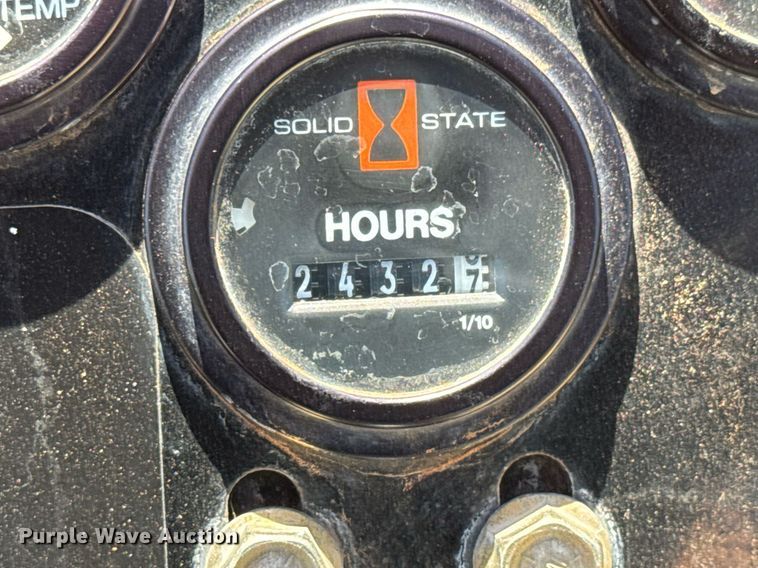 TEMP
SOLID STATE
HOURS
2432
1/10
Purple Wave Auction